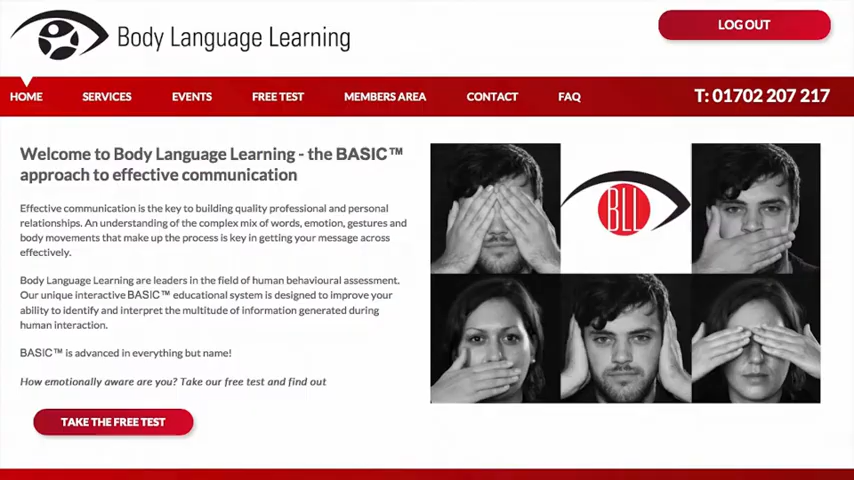 Body Language Learning
LOG OUT
HOME SERVICES EVENTS FREE TEST MEMBERS AREA CONTACT FAQ T: 01702 207 217
Welcome to Body Language Learning - the BASIC™
approach to effective communication
Effective communication is the key to building quality professional and personal
relationships. An understanding of the complex mix of words, emotion, gestures and
body movements that make up the process is key in getting your message across
effectively.
Body Language Learning are leaders in the field of human behavioural assessment.
Our unique interactive BASIC™ educational system is designed to improve your
ability to identify and interpret the multitude of information generated during
human interaction.
BASIC™ is advanced in everything but name!
How emotionally aware are you? Take our free test and find out
TAKE THE FREE TEST
BLL